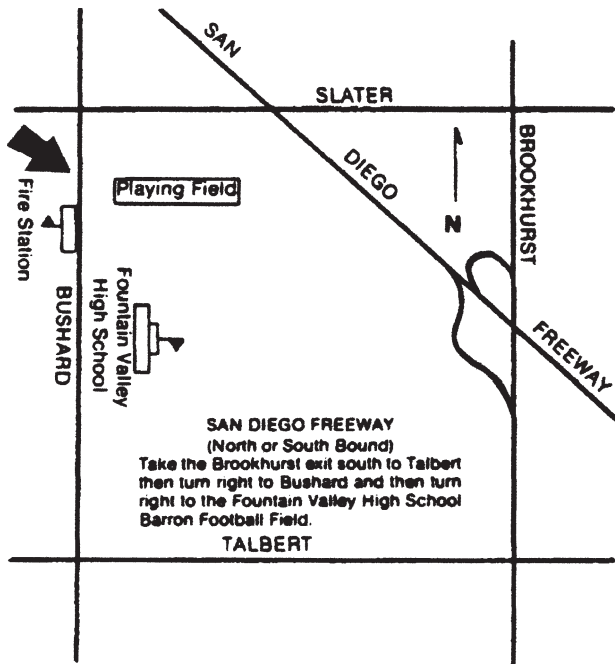 SAN
DIEGO
FREEWAY
SLATER
BROOKHURST
N
Playing Field
Fire Station
BUSHARD
Fountain Valley
High School
SAN DIEGO FREEWAY
(North or South Bound)
Take the Brookhurst exit south to Talbert
then turn right to Bushard and then turn
right to the Fountain Valley High School
Barron Football Field.
TALBERT